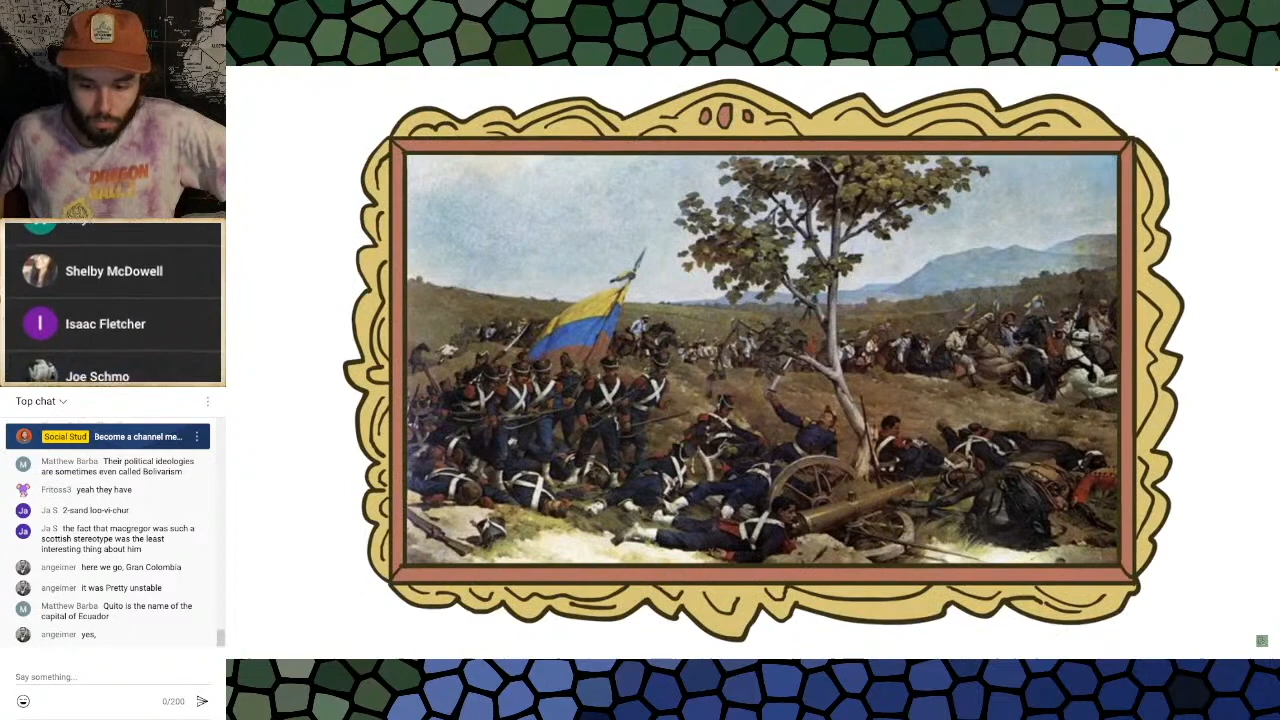 U.S.A
DRAGON
Shelby McDowell
I
Isaac Fletcher
Joe Schmo
Top chat
Social Stud Become a channel me...
M Matthew Barba Their political ideologies
are sometimes even called Bolivarism
Fritoss3 yeah they have
Ja Ja S 2-sand loo-vi-chur
Ja Ja S the fact that macgregor was such a
scottish stereotype was the least
interesting thing about him
angeimer here we go, Gran Colombia
angeimer it was Pretty unstable
M Matthew Barba Quito is the name of the
capital of Ecuador
angeimer yes,
Say something...
0/200